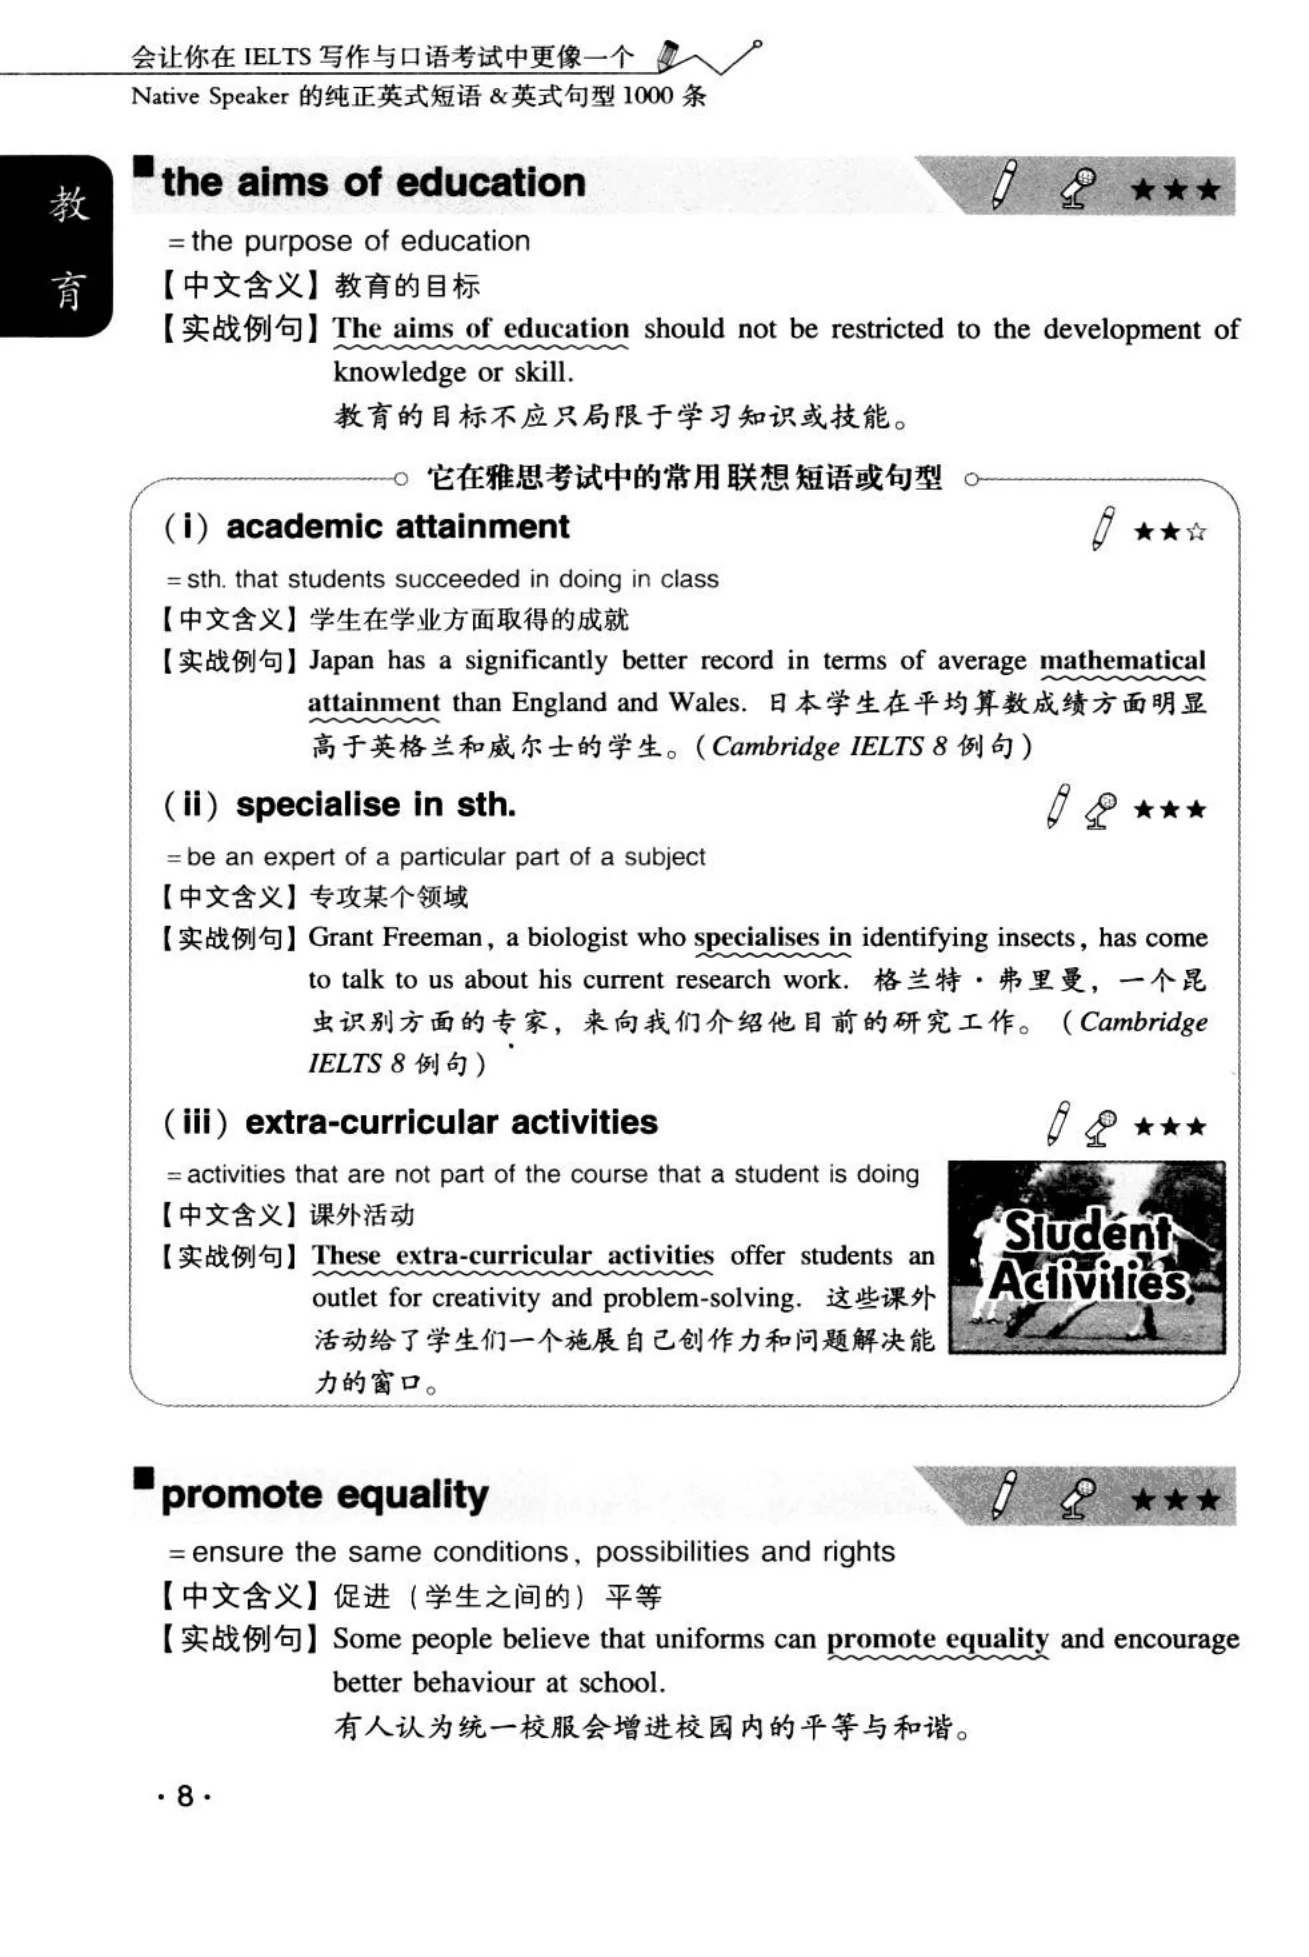 会让你在 IELTS 写作与口语考试中更像一个
Native Speaker 的纯正英式短语 &英式句型 1000 条
教
育
the aims of education ★★★
=the purpose of education
【中文含义】教育的目标
【实战例句】The aims of education should not be restricted to the development of
knowledge or skill.
教育的目标不应只局限于学习知识或技能。
它在雅思考试中的常用联想短语或句型
(i) academic attainment ★★☆
=sth. that students succeeded in doing in class
【中文含义】学生在学业方面取得的成就
【实战例句】Japan has a significantly better record in terms of average mathematical
attainment than England and Wales. 日本学生在平均算数成绩方面明显
高于英格兰和威尔士的学生。(Cambridge IELTS 8 例句)
(ii) specialise in sth. ★★★
=be an expert of a particular part of a subject
【中文含义】专攻某个领域
【实战例句】Grant Freeman, a biologist who specialises in identifying insects, has come
to talk to us about his current research work. 格兰特·弗里曼，一个昆
虫识别方面的专家，来向我们介绍他目前的研究工作。(Cambridge
IELTS 8 例句)
(iii) extra-curricular activities ★★★
=activities that are not part of the course that a student is doing
【中文含义】课外活动
【实战例句】These extra-curricular activities offer students an
outlet for creativity and problem-solving. 这些课外
活动给了学生们一个施展自己创作力和问题解决能
力的窗口。
Student
Activities
promote equality ★★★
=ensure the same conditions, possibilities and rights
【中文含义】促进（学生之间的）平等
【实战例句】Some people believe that uniforms can promote equality and encourage
better behaviour at school.
有人认为统一校服会增进校园内的平等与和谐。
·8·